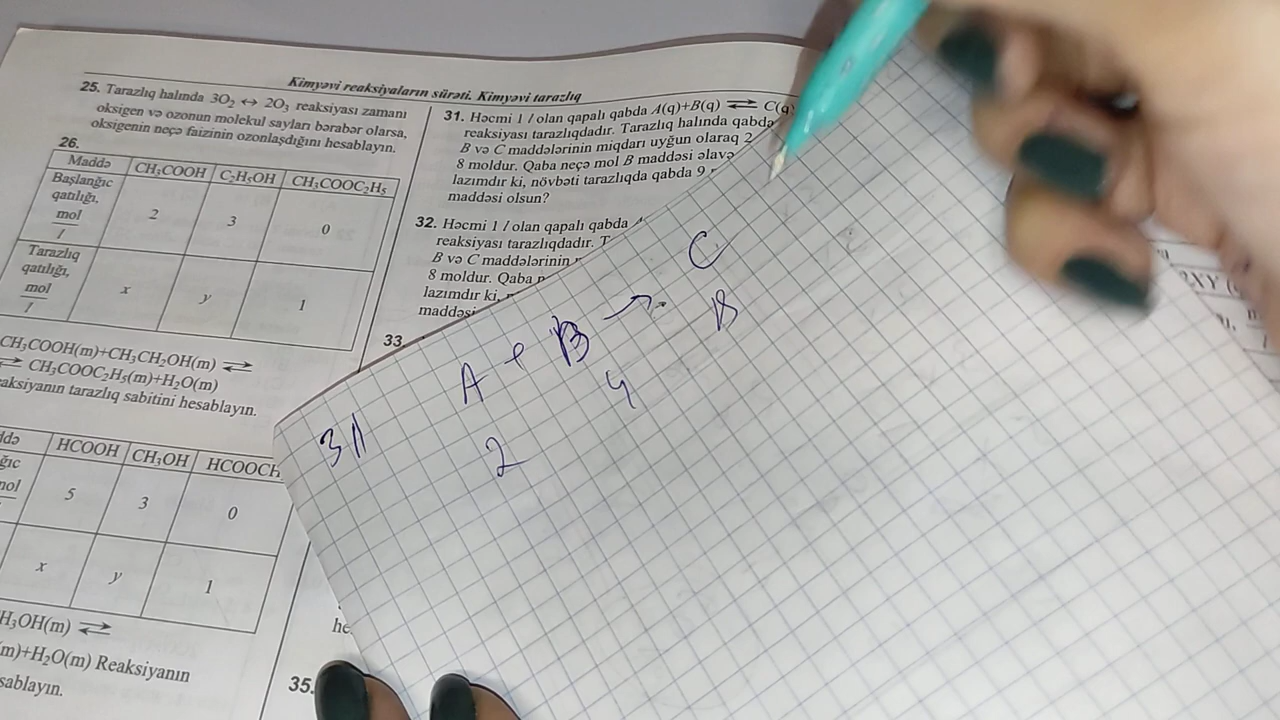 Kimyəvi reaksiyaların sürəti. Kimyəvi tarazlıq
25. Tarazlıq halında 3O₂ ↔ 2O₃ reaksiyası zamanı
oksigen və ozonun molekul sayları bərabər olarsa,
oksigenin neçə faizinin ozonlaşdığını hesablayın.
26.
Maddə CH₃COOH C₂H₅OH CH₃COOC₂H₅
Başlanğıc
qatılığı,
mol
l
2 3 0
Tarazlıq
qatılığı,
mol
l
x y 1
CH₃COOH(m)+CH₃CH₂OH(m) ⇌
⇌ CH₃COOC₂H₅(m)+H₂O(m)
tarazlıq sabitini hesablayın.
HCOOH CH₃OH
5 3 0
x y 1
⇌
+H₂O(m) Reaksiyanın
31. Həcmi 1 l olan qapalı qabda A(q)+B(q) ⇌ C(q)
reaksiyası tarazlıqdadır. Tarazlıq halında qabda
B və C maddələrinin miqdarı uyğun olaraq 2
8 moldur. Qaba neçə mol B maddəsi əlavə
lazımdır ki, növbəti tarazlıqda qabda 9
maddəsi olsun?
32. Həcmi 1 l olan qapalı qabda
reaksiyası tarazlıqdadır.
B və C maddələrinin
8 moldur. Qaba
lazımdır ki,
33.
35.
31 A + B → C
2 4 8